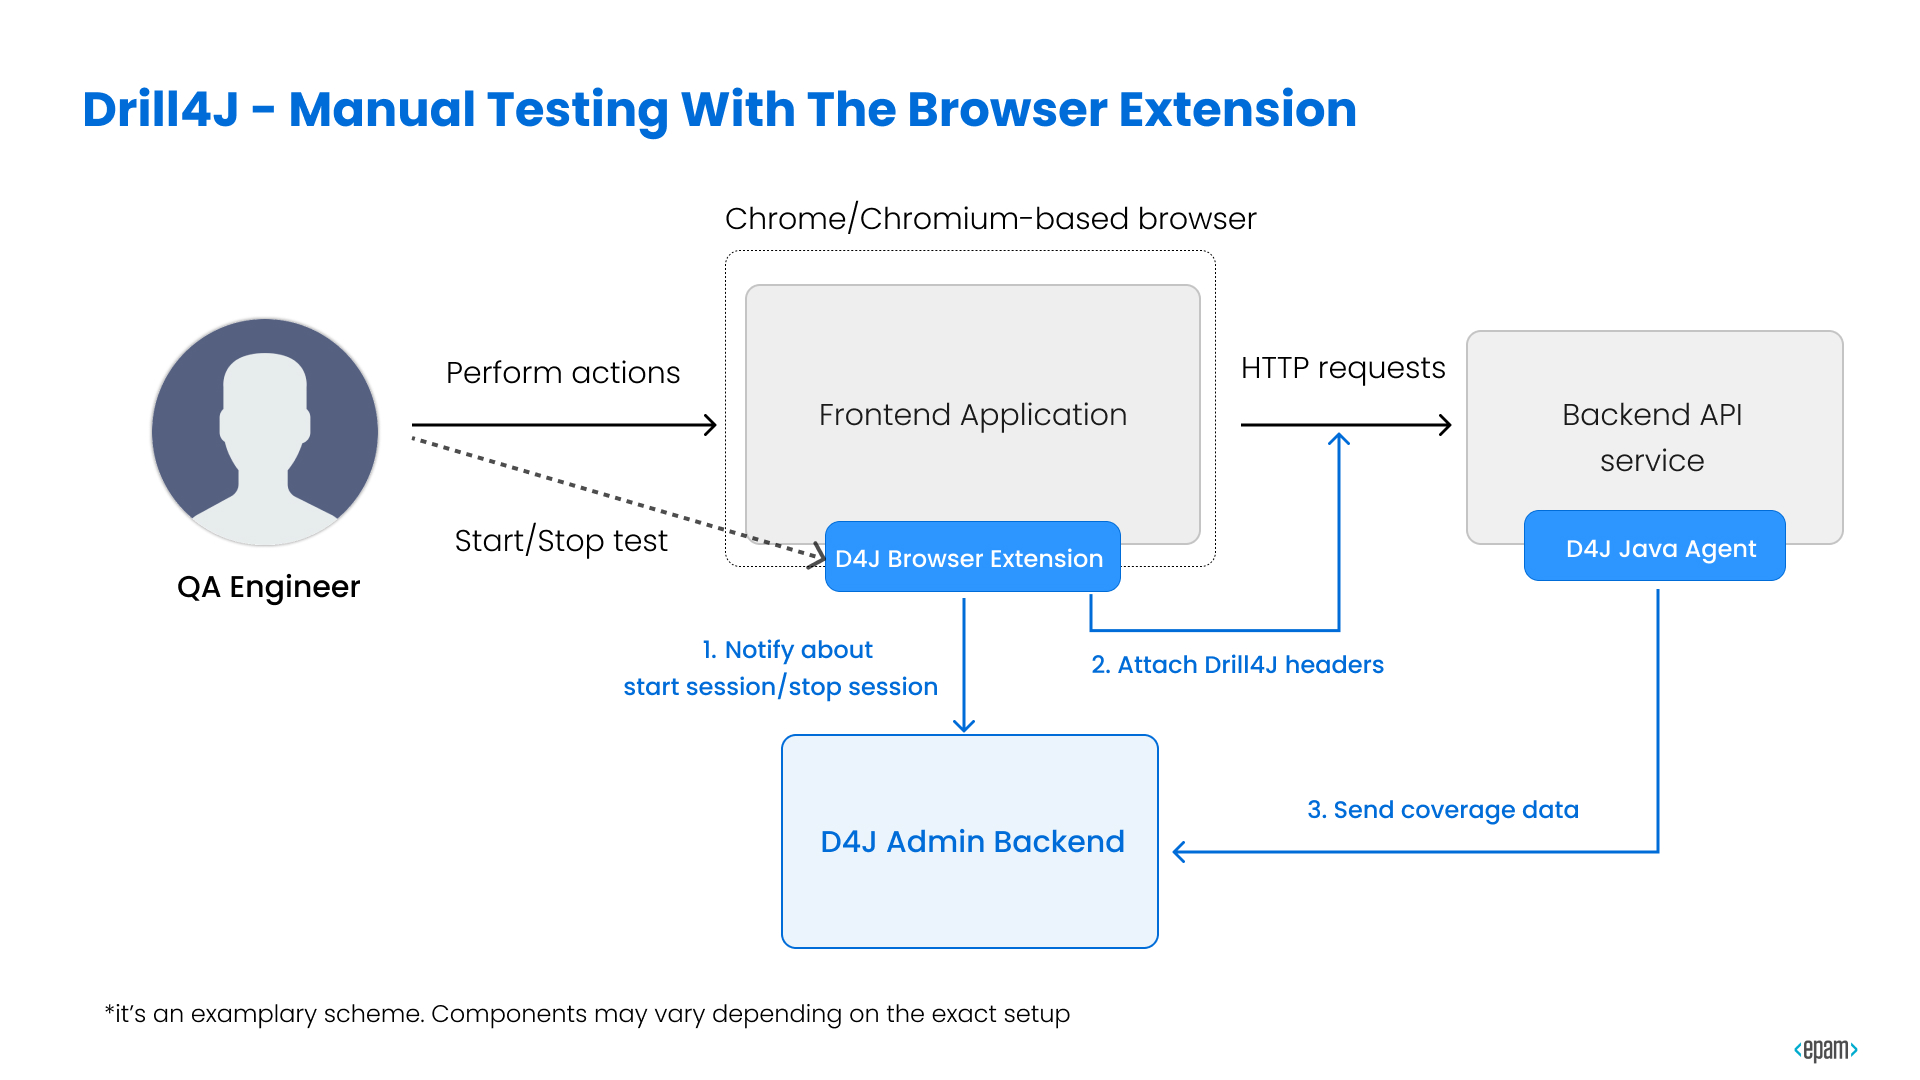 Drill4J - Manual Testing With The Browser Extension
Chrome/Chromium-based browser
Perform actions
Frontend Application
HTTP requests
Backend API
service
Start/Stop test
D4J Browser Extension
D4J Java Agent
QA Engineer
1. Notify about
start session/stop session
2. Attach Drill4J headers
3. Send coverage data
D4J Admin Backend
*it’s an examplary scheme. Components may vary depending on the exact setup
<epam>